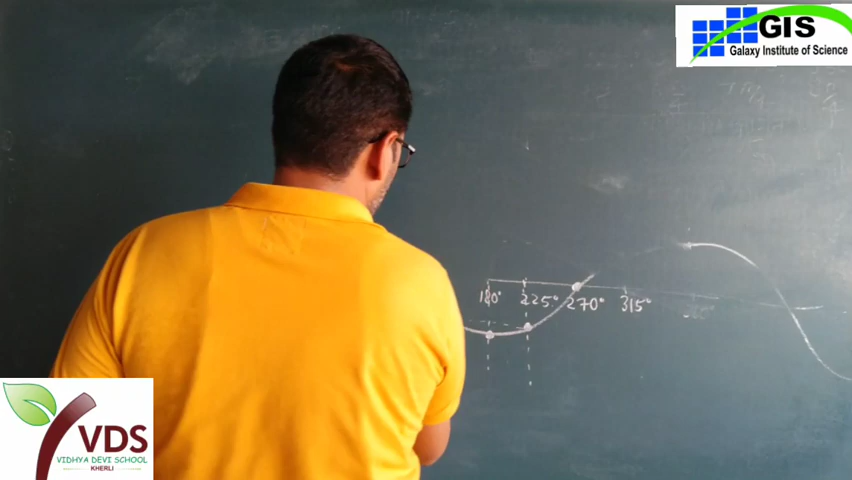 GIS
Galaxy Institute of Science
180° 225° 270° 315°
VDS
VIDHYA DEVI SCHOOL
KHERLI